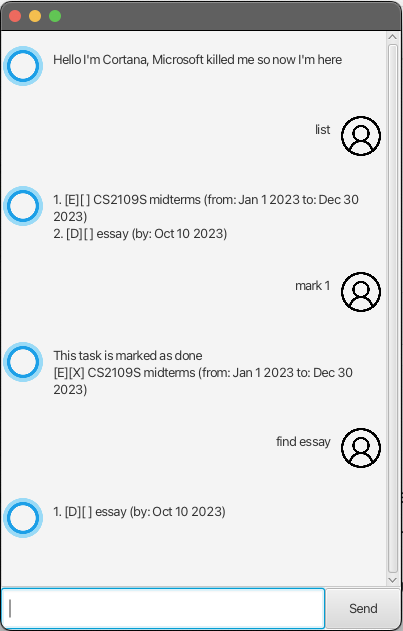 Hello I'm Cortana, Microsoft killed me so now I'm here
list
1. [E][ ] CS2109S midterms (from: Jan 1 2023 to: Dec 30
2023)
2. [D][ ] essay (by: Oct 10 2023)
mark 1
This task is marked as done
[E][X] CS2109S midterms (from: Jan 1 2023 to: Dec 30
2023)
find essay
1. [D][ ] essay (by: Oct 10 2023)
Send